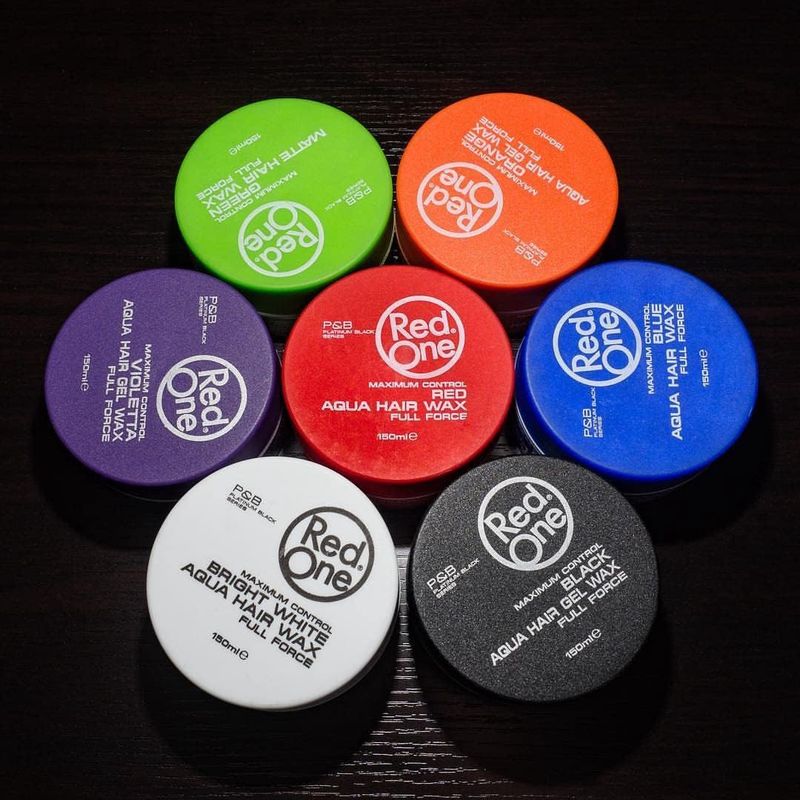 P&B
PLATINUM BLACK
SERIES
Red
One
MAXIMUM CONTROL
GREEN
MATTE HAIR WAX
FULL FORCE
150ml e
P&B
PLATINUM BLACK
SERIES
Red
One
MAXIMUM CONTROL
ORANGE
AQUA HAIR GEL WAX
FULL FORCE
150ml e
P&B
PLATINUM BLACK
SERIES
Red
One
MAXIMUM CONTROL
VIOLETTA
AQUA HAIR GEL WAX
FULL FORCE
150ml e
P&B
PLATINUM BLACK
SERIES
Red
One
MAXIMUM CONTROL
RED
AQUA HAIR WAX
FULL FORCE
150ml e
P&B
PLATINUM BLACK
SERIES
Red
One
MAXIMUM CONTROL
BLUE
AQUA HAIR WAX
FULL FORCE
150ml e
P&B
PLATINUM BLACK
SERIES
Red
One
MAXIMUM CONTROL
BRIGHT WHITE
AQUA HAIR WAX
FULL FORCE
150ml e
P&B
PLATINUM BLACK
SERIES
Red
One
MAXIMUM CONTROL
BLACK
AQUA HAIR GEL WAX
FULL FORCE
150ml e